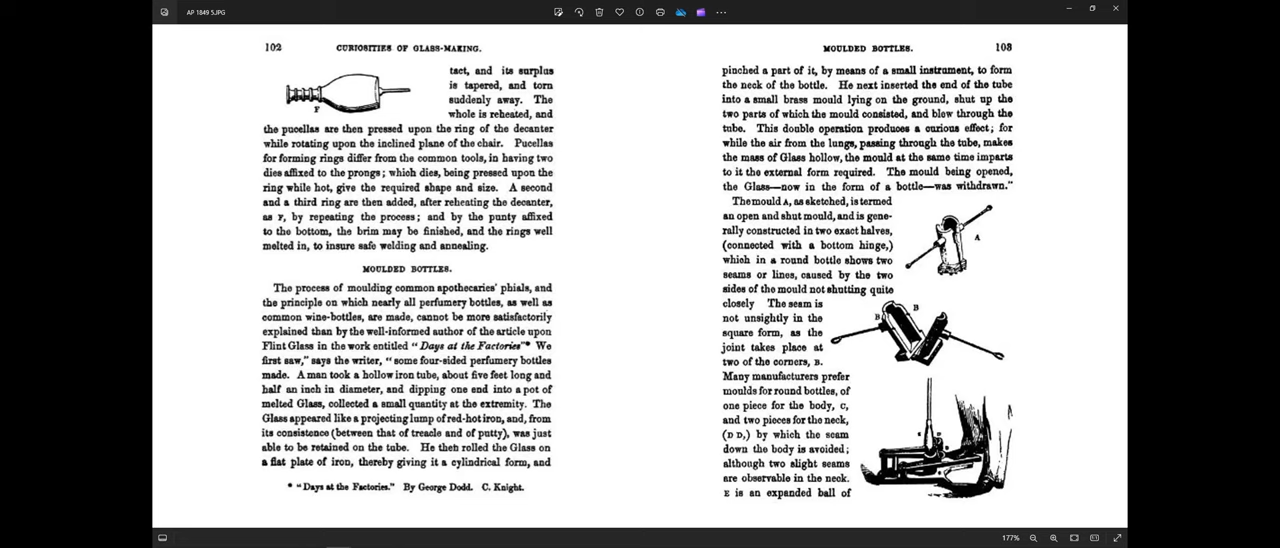 AP 1849 5.JPG
102 CURIOSITIES OF GLASS-MAKING.
tact, and its surplus
is tapered, and torn
suddenly away. The
whole is reheated, and
F
the pucellas are then pressed upon the ring of the decanter
while rotating upon the inclined plane of the chair. Pucellas
for forming rings differ from the common tools, in having two
dies affixed to the prongs; which dies, being pressed upon the
ring while hot, give the required shape and size. A second
and a third ring are then added, after reheating the decanter,
as F, by repeating the process; and by the punty affixed
to the bottom, the brim may be finished, and the rings well
melted in, to insure safe welding and annealing.
MOULDED BOTTLES.
The process of moulding common apothecaries' phials, and
the principle on which nearly all perfumery bottles, as well as
common wine-bottles, are made, cannot be more satisfactorily
explained than by the well-informed author of the article upon
Flint Glass in the work entitled "Days at the Factories"* We
first saw," says the writer, "some four-sided perfumery bottles
made. A man took a hollow iron tube, about five feet long and
half an inch in diameter, and dipping one end into a pot of
melted Glass, collected a small quantity at the extremity. The
Glass appeared like a projecting lump of red-hot iron, and, from
its consistence (between that of treacle and of putty), was just
able to be retained on the tube. He then rolled the Glass on
a flat plate of iron, thereby giving it a cylindrical form, and
* "Days at the Factories." By George Dodd. C. Knight.
MOULDED BOTTLES. 103
pinched a part of it, by means of a small instrument, to form
the neck of the bottle. He next inserted the end of the tube
into a small brass mould lying on the ground, shut up the
two parts of which the mould consisted, and blew through the
tube. This double operation produces a curious effect; for
while the air from the lungs, passing through the tube, makes
the mass of Glass hollow, the mould at the same time imparts
to it the external form required. The mould being opened,
the Glass—now in the form of a bottle—was withdrawn."
The mould A, as sketched, is termed
an open and shut mould, and is gene-
rally constructed in two exact halves,
(connected with a bottom hinge,)
which in a round bottle shows two
seams or lines, caused by the two
sides of the mould not shutting quite
closely The seam is
not unsightly in the
square form, as the
joint takes place at
two of the corners, B.
Many manufacturers prefer
moulds for round bottles, of
one piece for the body, C,
and two pieces for the neck,
(D D,) by which the seam
down the body is avoided;
although two slight seams
are observable in the neck.
E is an expanded ball of
A
B B
177%